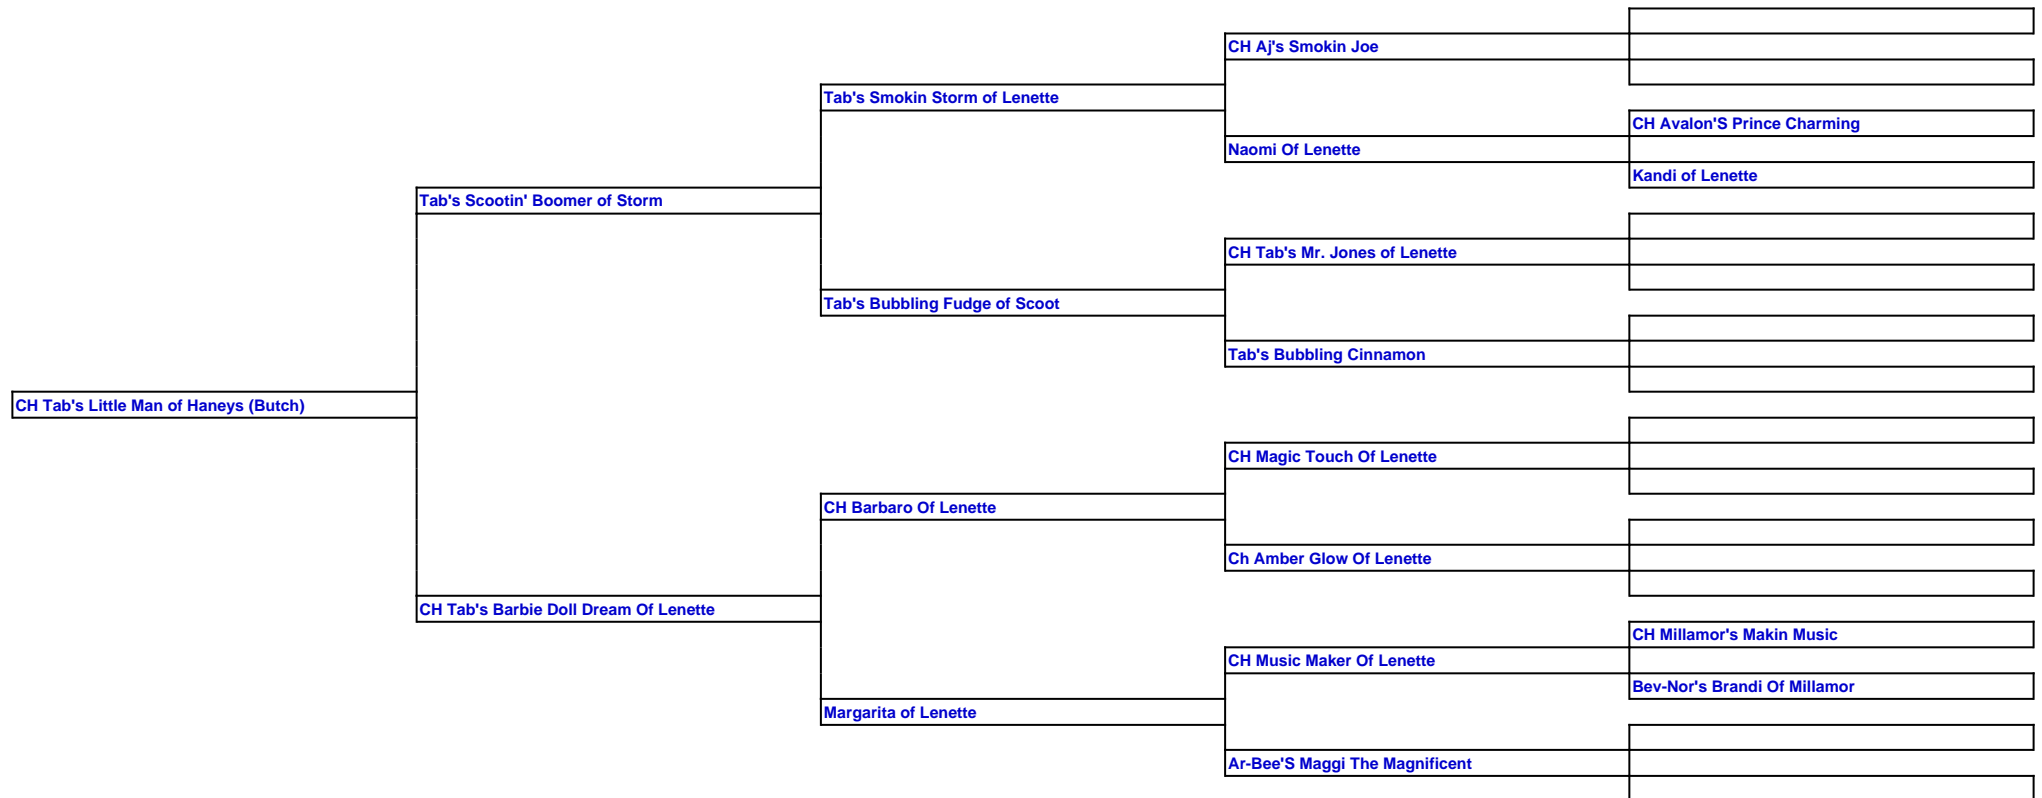 CH Aj's Smokin Joe
Tab's Smokin Storm of Lenette
CH Avalon'S Prince Charming
Naomi Of Lenette
Kandi of Lenette
Tab's Scootin' Boomer of Storm
CH Tab's Mr. Jones of Lenette
Tab's Bubbling Fudge of Scoot
Tab's Bubbling Cinnamon
CH Tab's Little Man of Haneys (Butch)
CH Magic Touch Of Lenette
CH Barbaro Of Lenette
Ch Amber Glow Of Lenette
CH Tab's Barbie Doll Dream Of Lenette
CH Millamor's Makin Music
CH Music Maker Of Lenette
Bev-Nor's Brandi Of Millamor
Margarita of Lenette
Ar-Bee'S Maggi The Magnificent